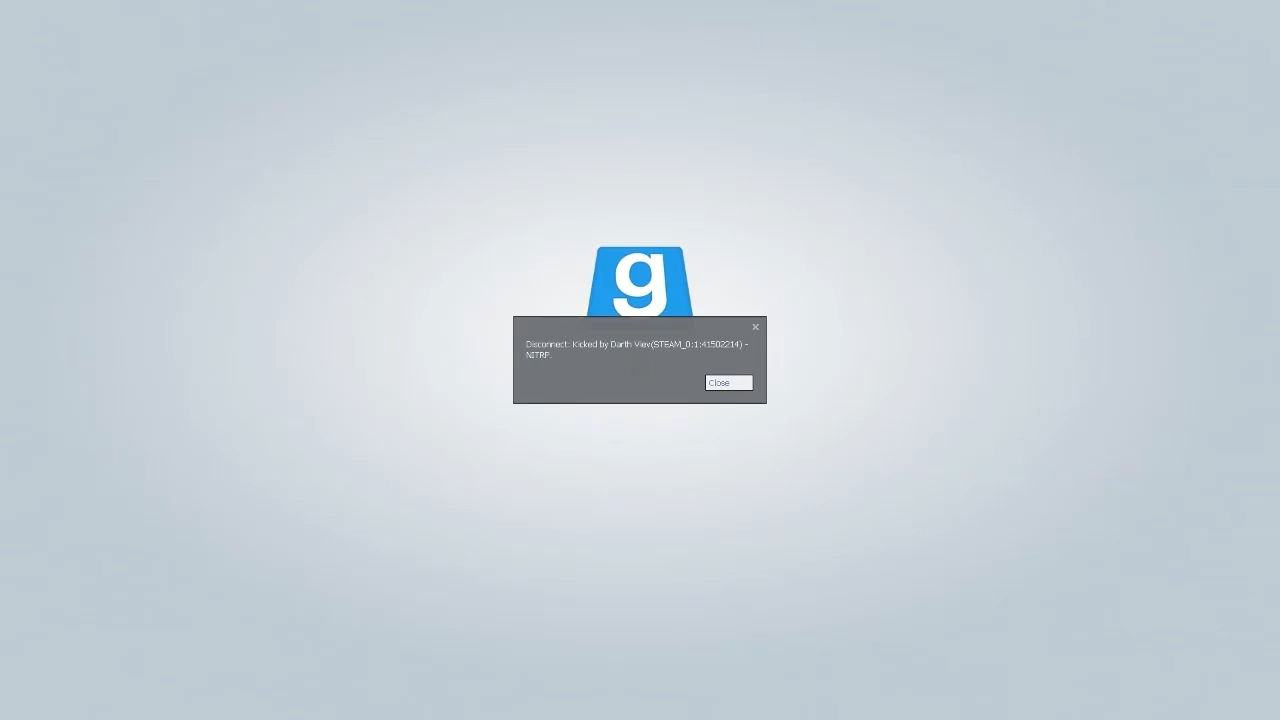 g
Disconnect: Kicked by Darth Viev(STEAM_0:1:41502214) -
NITRP.
Close